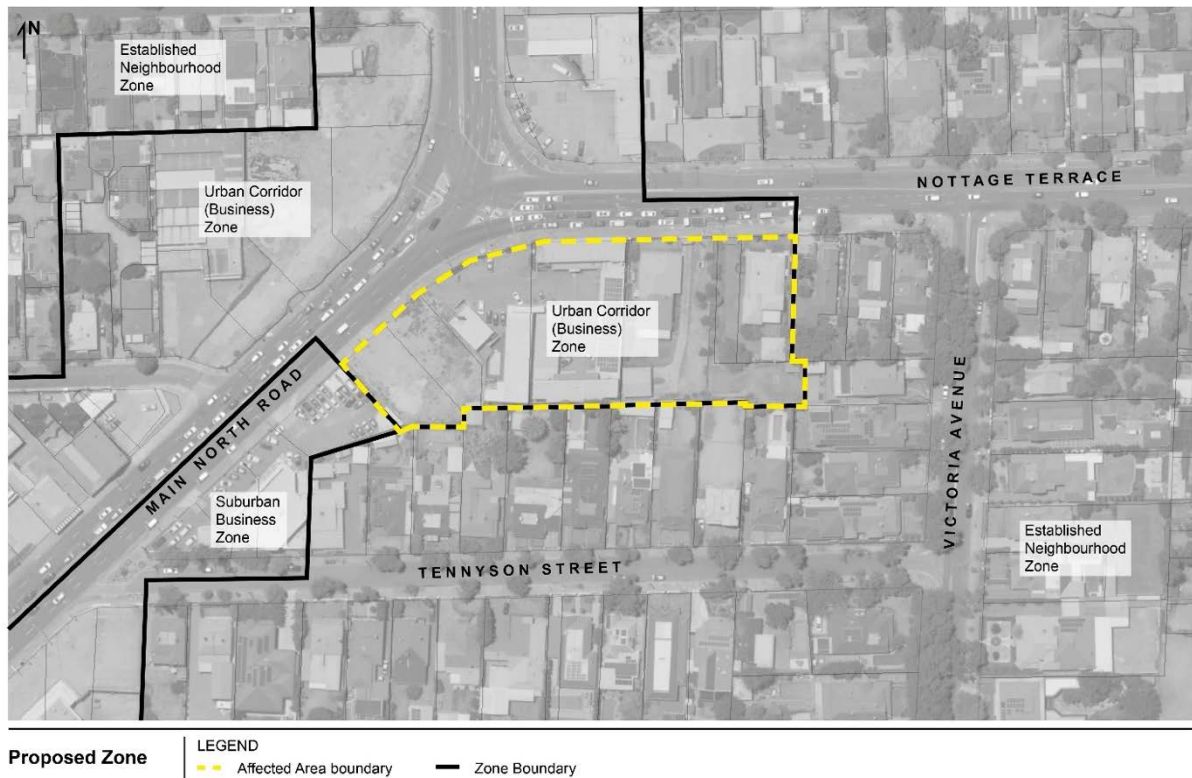 N
Established
Neighbourhood
Zone
Urban Corridor
(Business)
Zone
NOTTAGE TERRACE
Urban Corridor
(Business)
Zone
MAIN NORTH ROAD
VICTORIA AVENUE
Suburban
Business
Zone
Established
Neighbourhood
Zone
TENNYSON STREET
Proposed Zone
LEGEND
Affected Area boundary
Zone Boundary